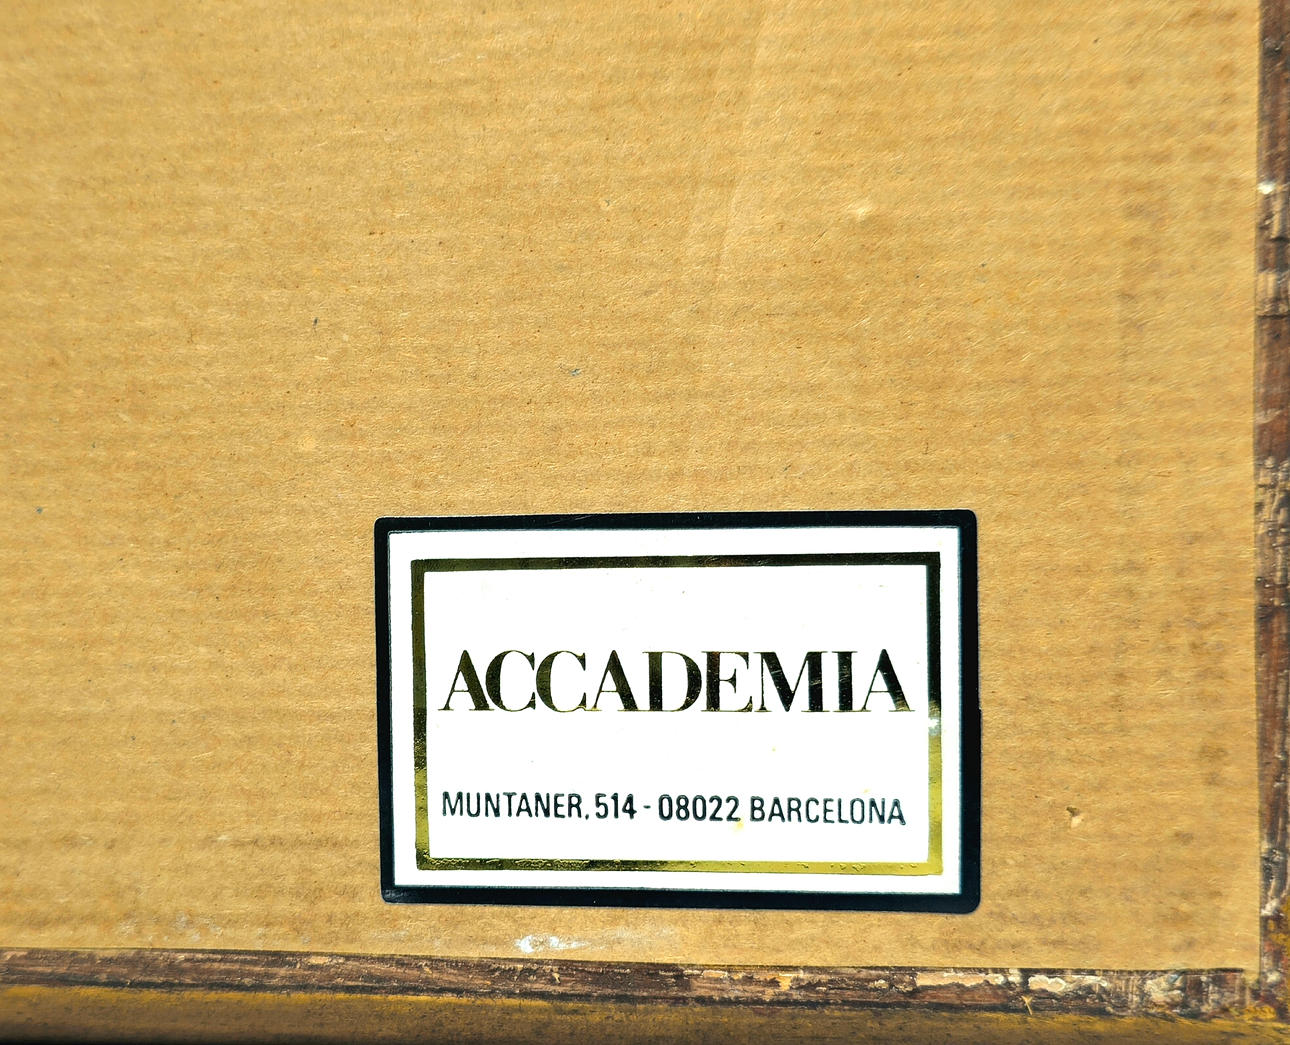 ACCADEMIA
MUNTANER, 514 - 08022 BARCELONA